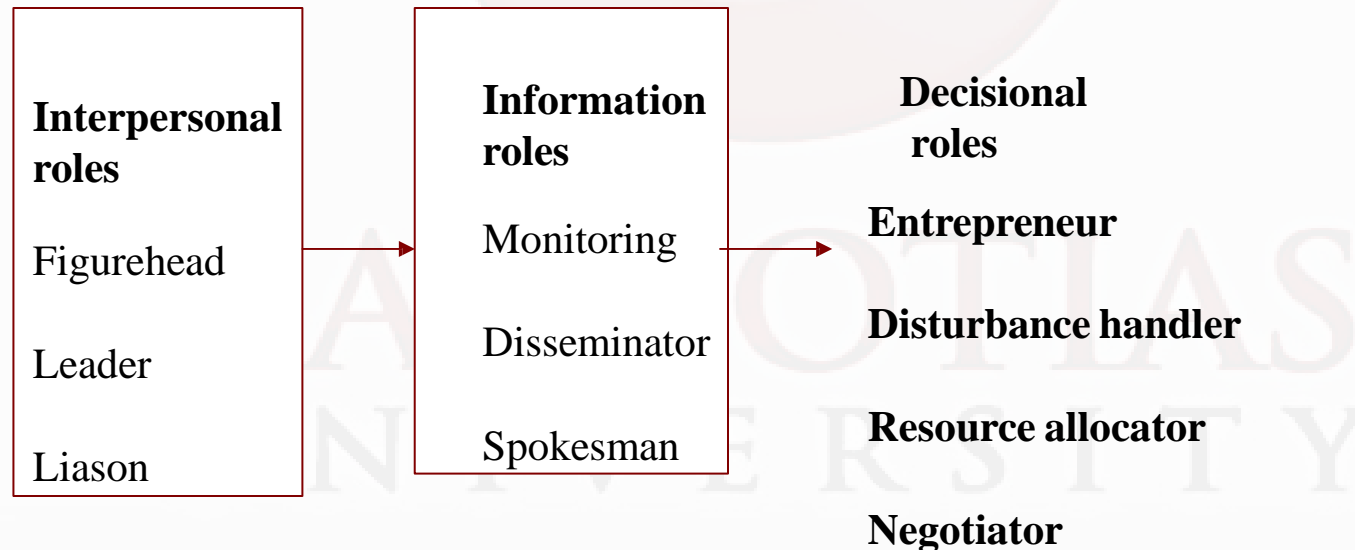 Interpersonal
roles
Figurehead
Leader
Liason
Information
roles
Monitoring
Disseminator
Spokesman
Decisional
roles
Entrepreneur
Disturbance handler
Resource allocator
Negotiator